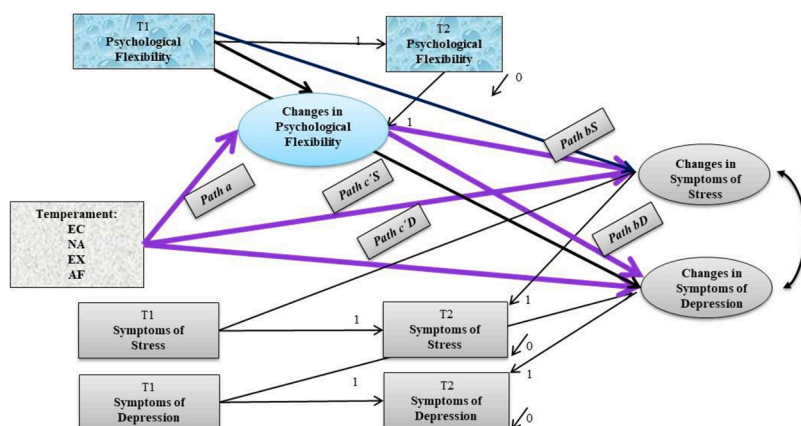 T1
Psychological
Flexibility
1
T2
Psychological
Flexibility
0
Changes in
Psychological
Flexibility
1
Path bS
Changes in
Symptoms of
Stress
Path a
Path c´S
Temperament:
EC
NA
EX
AF
Path c´D
Path bD
Changes in
Symptoms of
Depression
T1
Symptoms of
Stress
1
T2
Symptoms of
Stress
1
0
T1
Symptoms of
Depression
1
T2
Symptoms of
Depression
1
0